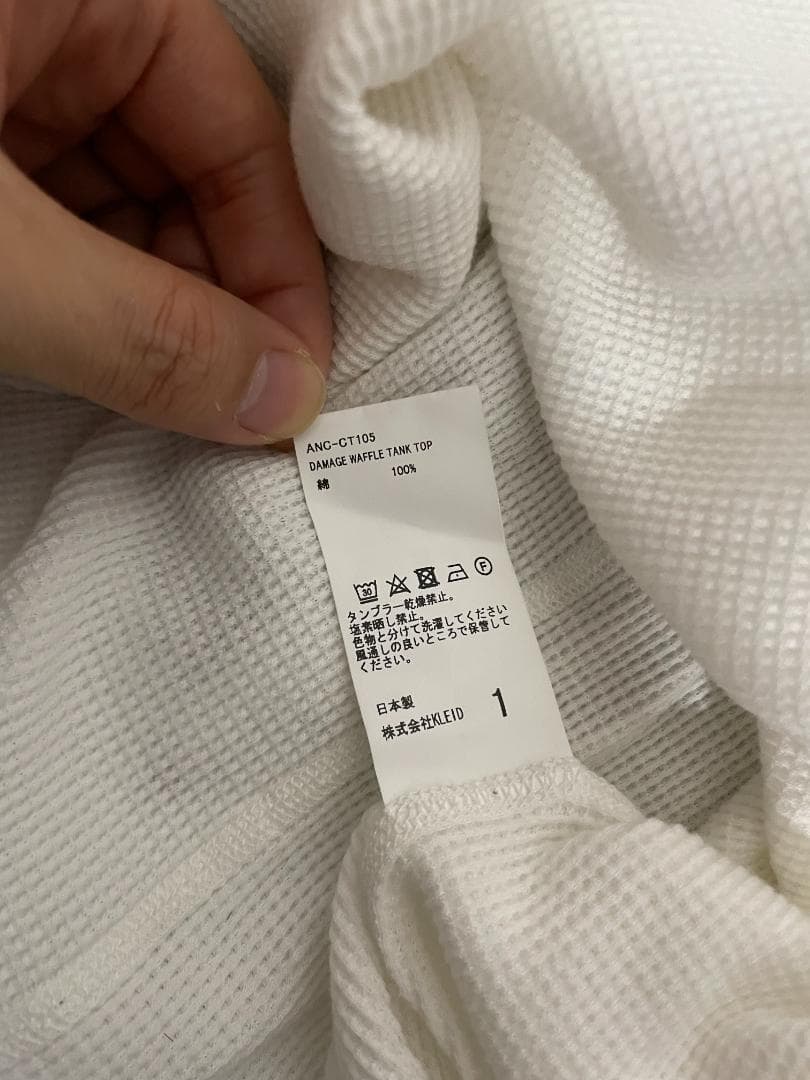 ANC-CT105
DAMAGE WAFFLE TANK TOP
綿 100%
30 F
タンブラー乾燥禁止。
塩素晒し禁止。
色物と分けて洗濯してください
風通しの良いところで保管して
ください。
日本製
株式会社KLEID 1